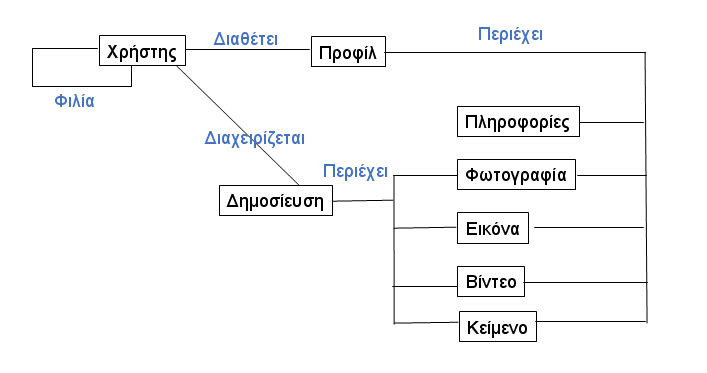 Χρήστης
Διαθέτει
Προφίλ
Περιέχει
Φιλία
Διαχειρίζεται
Πληροφορίες
Περιέχει
Φωτογραφία
Δημοσίευση
Εικόνα
Βίντεο
Κείμενο